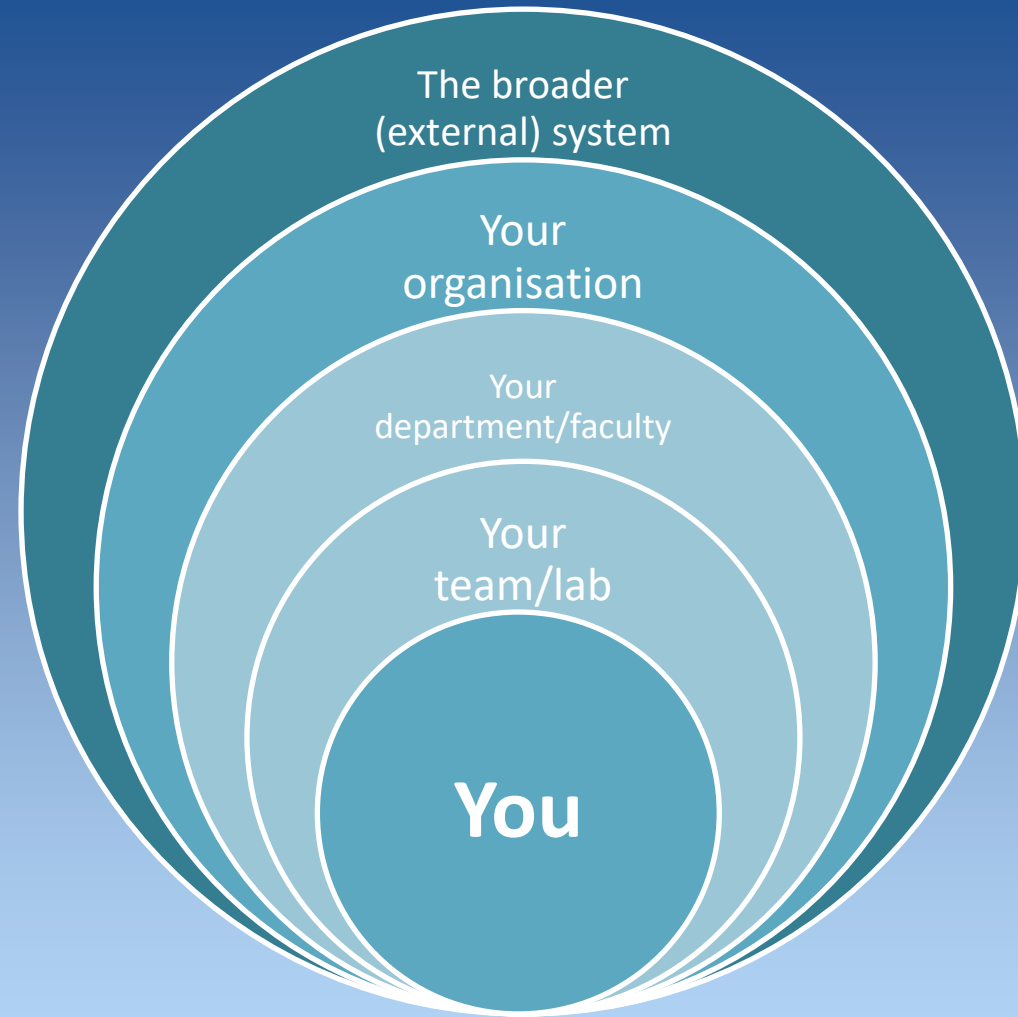 The broader
(external) system
Your
organisation
Your
department/faculty
Your
team/lab
You